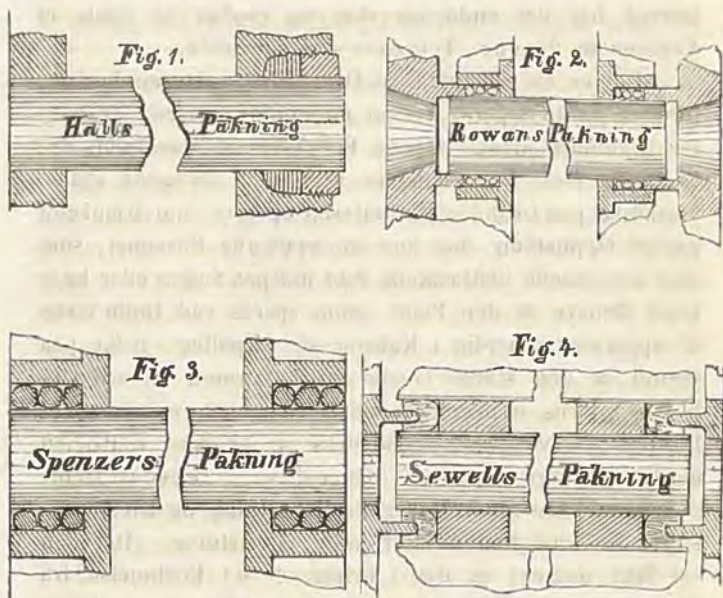 Fig. 1.
Halls Pakning
Fig. 2.
Rowans Pakning
Fig. 3.
Spenzers Pakning
Fig. 4.
Sewells Pakning